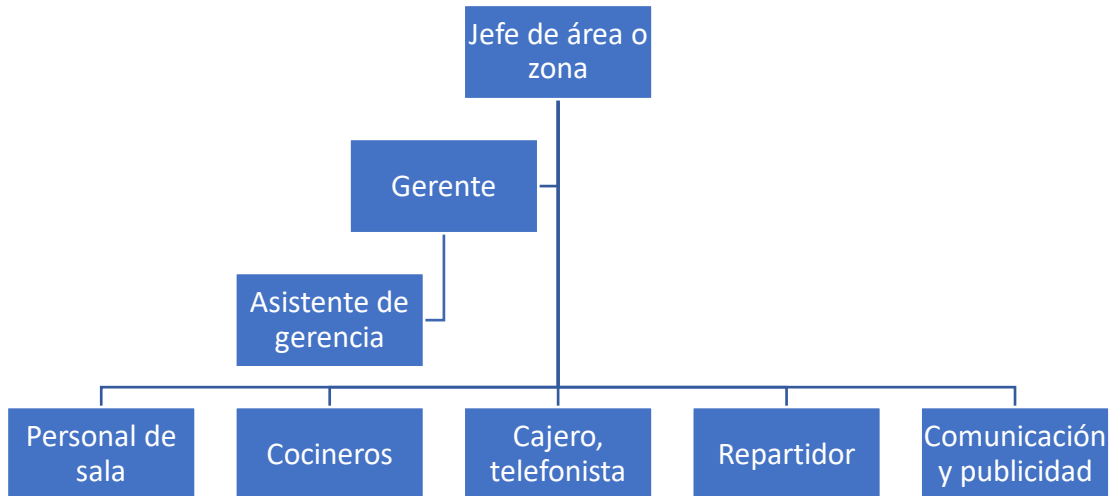 Jefe de área o
zona
Gerente
Asistente de
gerencia
Personal de
sala
Cocineros
Cajero,
telefonista
Repartidor
Comunicación
y publicidad